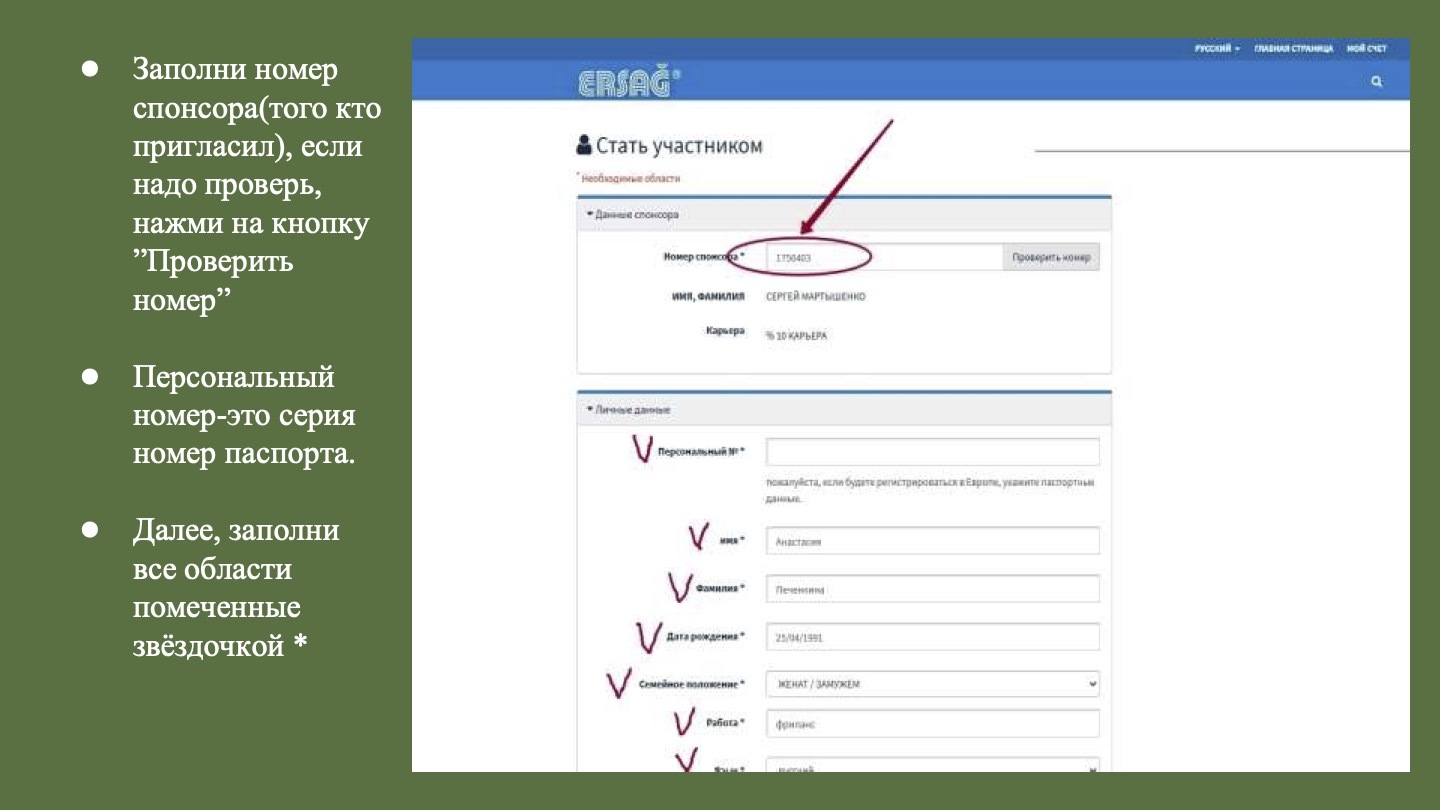 ● Заполни номер
спонсора(того кто
пригласил), если
надо проверь,
нажми на кнопку
”Проверить
номер”
● Персональный
номер-это серия
номер паспорта.
● Далее, заполни
все области
помеченные
звёздочкой *
РУССКИЙ ГЛАВНАЯ СТРАНИЦА МОЙ СЧЕТ
ERSAĞ®
Стать участником
* Необходимые области
Данные спонсора
Номер спонсора * 1750403 Проверить номер
ИМЯ, ФАМИЛИЯ СЕРГЕЙ МАРТЫШЕНКО
Карьера % 10 КАРЬЕРА
Личные данные
Персональный № *
пожалуйста, если будете регистрироваться в Европе, укажите паспортные
данные.
имя * Анастасия
Фамилия * Печенкина
Дата рождения * 25/04/1991
Семейное положение * ЖЕНАТ / ЗАМУЖЕМ
Работа * фриланс
Язык * русский